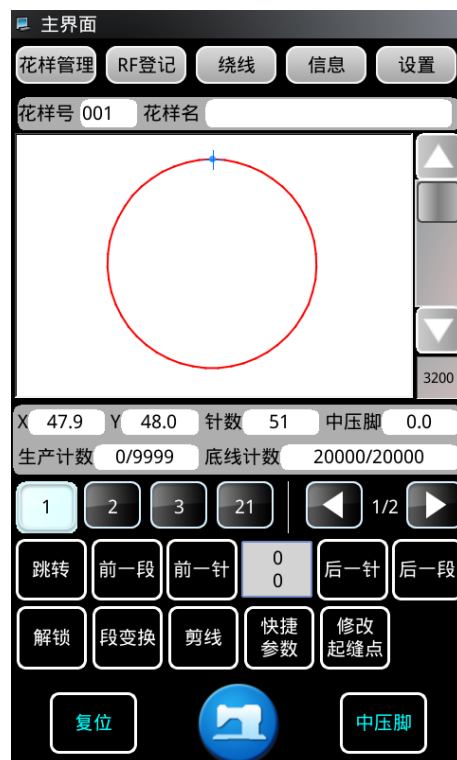 主界面
花样管理 RF登记 绕线 信息 设置
花样号 001 花样名
3200
X 47.9 Y 48.0 针数 51 中压脚 0.0
生产计数 0/9999 底线计数 20000/20000
1 2 3 21 1/2
跳转 前一段 前一针 0 后一针 后一段
0
解锁 段变换 剪线 快捷 修改
参数 起缝点
复位 中压脚